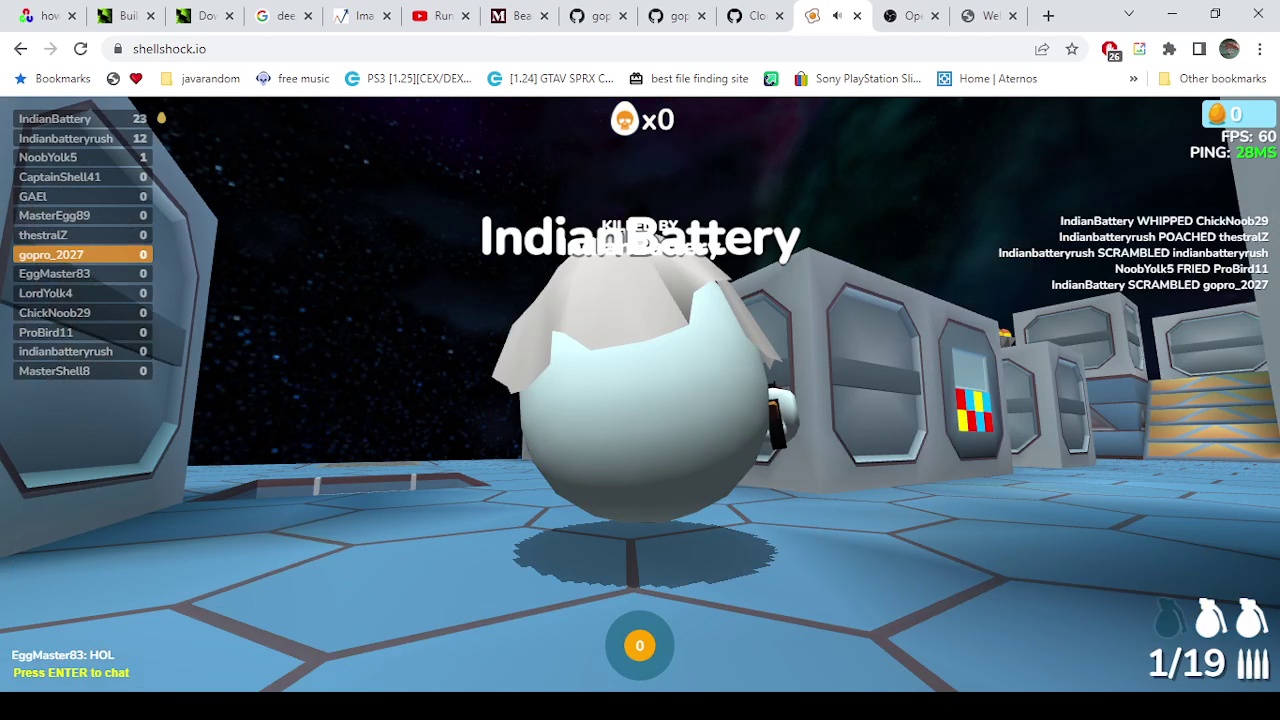 how
Buil
Dov
dee
Ima
Run
Bea
gop
gop
Clo
Ope
Wel
shellshock.io
26
Bookmarks
javarandom
free music
PS3 [1.25][CEX/DEX...
[1.24] GTAV SPRX C...
best file finding site
Sony PlayStation Sli...
Home | Aternos
»
Other bookmarks
IndianBattery 23
Indianbatteryrush 12
NoobYolk5 1
CaptainShell41 0
GAEl 0
MasterEgg89 0
thestralZ 0
gopro_2027 0
EggMaster83 0
LordYolk4 0
ChickNoob29 0
ProBird11 0
indianbatteryrush 0
MasterShell8 0
x0
0
FPS: 60
PING: 28MS
KILLED BY
IndianBattery
IndianBattery WHIPPED ChickNoob29
Indianbatteryrush POACHED thestralZ
Indianbatteryrush SCRAMBLED indianbatteryrush
NoobYolk5 FRIED ProBird11
IndianBattery SCRAMBLED gopro_2027
0
EggMaster83: HOL
Press ENTER to chat
1/19